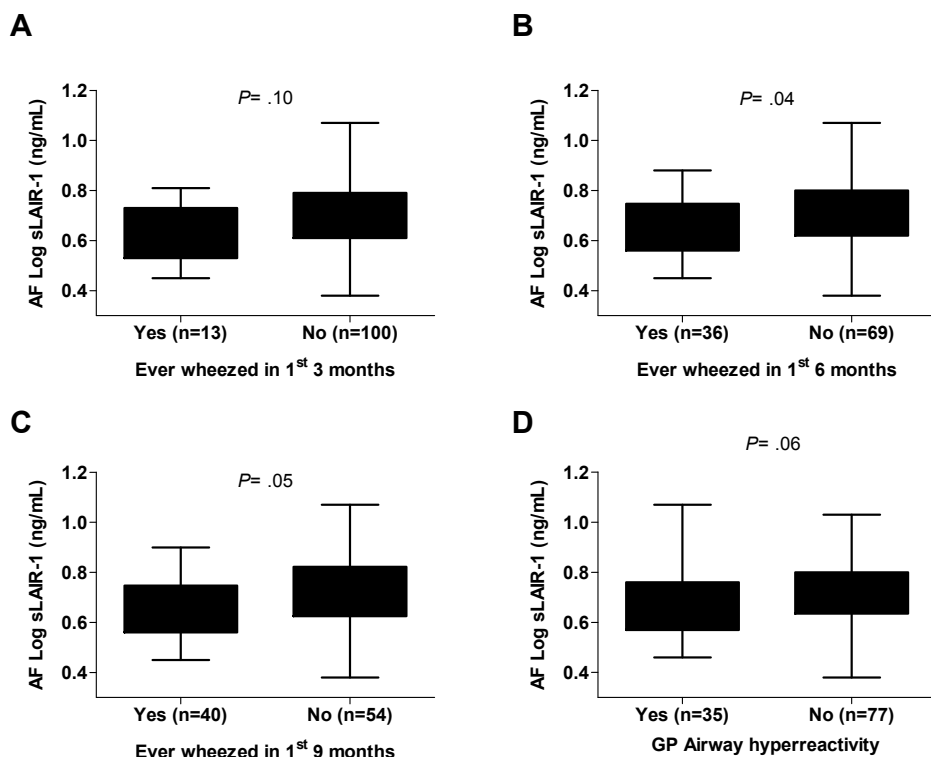 A
AF Log sLAIR-1 (ng/mL)
1.2
1.0
0.8
0.6
0.4
P= .10
Yes (n=13) No (n=100)
Ever wheezed in 1st 3 months
B
AF Log sLAIR-1 (ng/mL)
1.2
1.0
0.8
0.6
0.4
P= .04
Yes (n=36) No (n=69)
Ever wheezed in 1st 6 months
C
AF Log sLAIR-1 (ng/mL)
1.2
1.0
0.8
0.6
0.4
P= .05
Yes (n=40) No (n=54)
Ever wheezed in 1st 9 months
D
AF Log sLAIR-1 (ng/mL)
P= .06
1.2
1.0
0.8
0.6
0.4
Yes (n=35) No (n=77)
GP Airway hyperreactivity